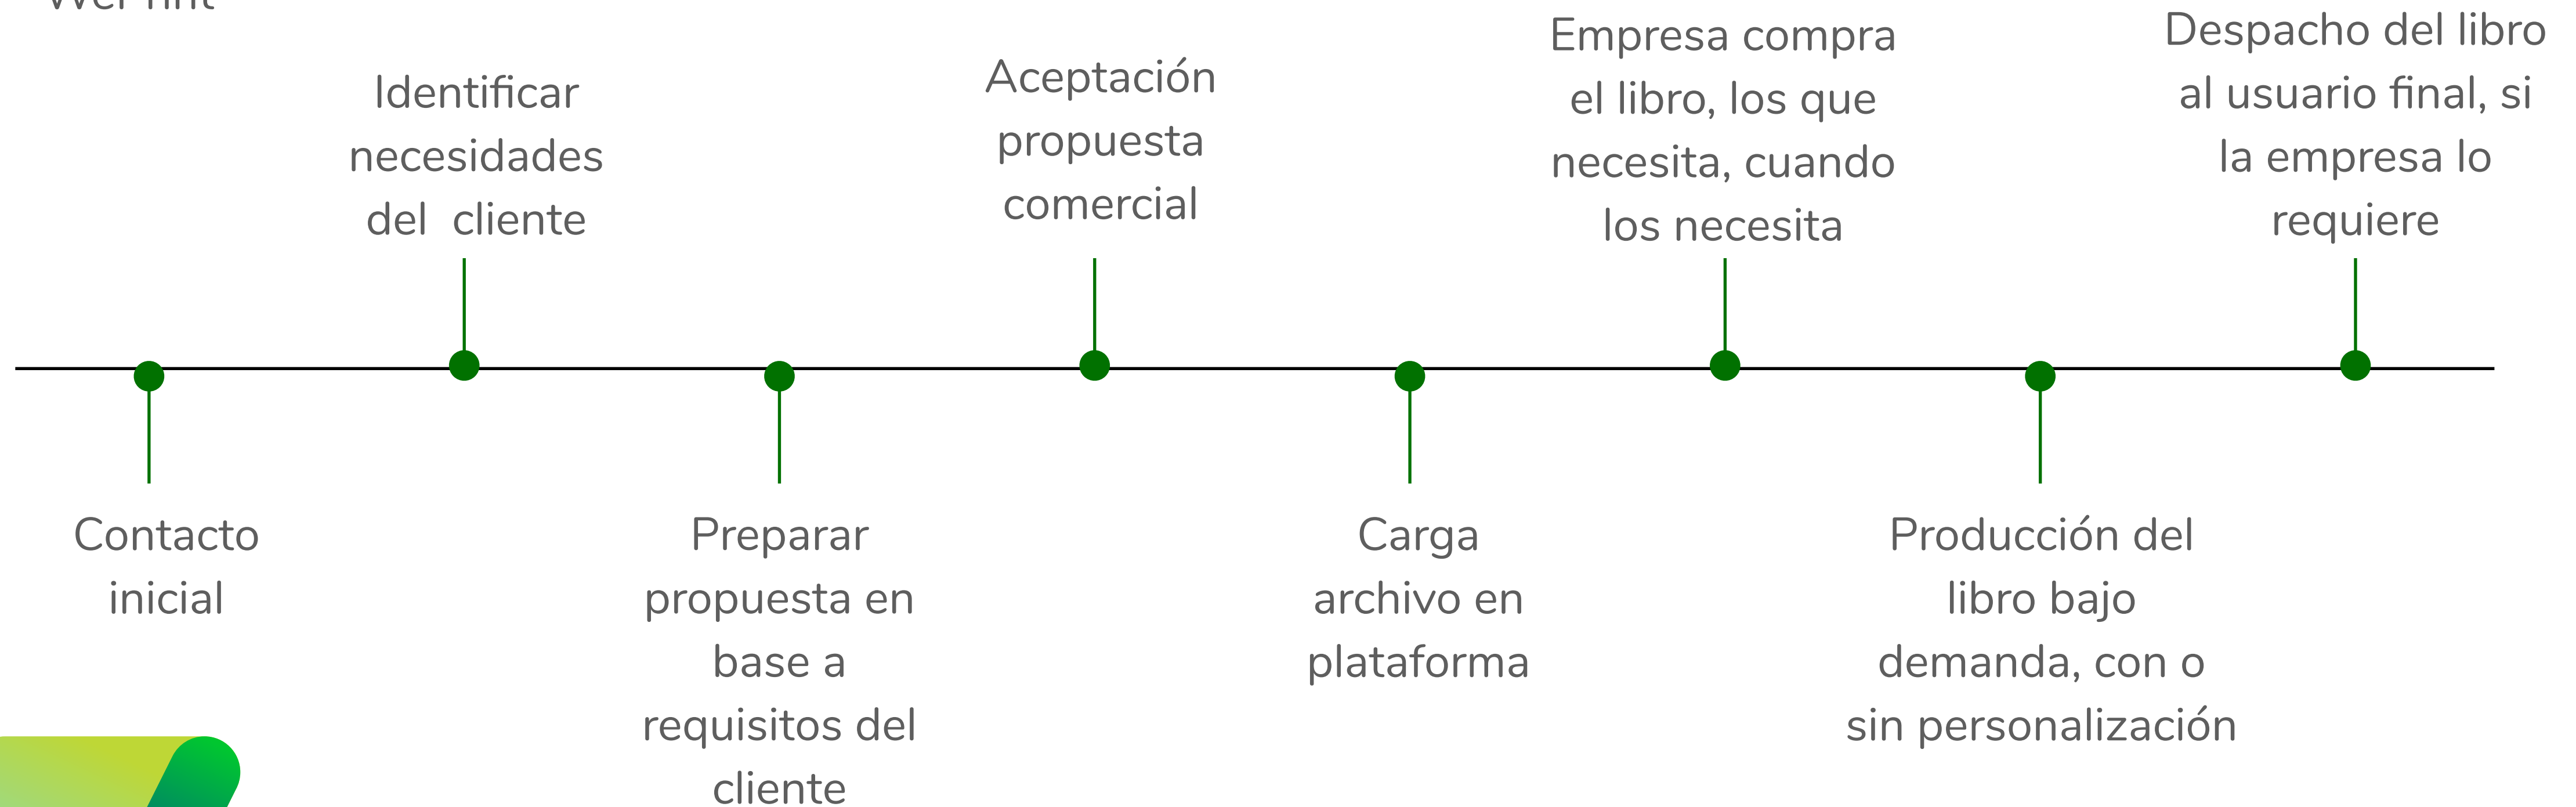 Contacto
inicial
Identificar
necesidades
del  cliente
Preparar
propuesta en
base a
requisitos del
cliente
Aceptación
propuesta
comercial
Carga
archivo en
plataforma
Empresa compra
el libro, los que
necesita, cuando
los necesita
Producción del
libro bajo
demanda, con o
sin personalización
Despacho del libro
al usuario final, si
la empresa lo
requiere